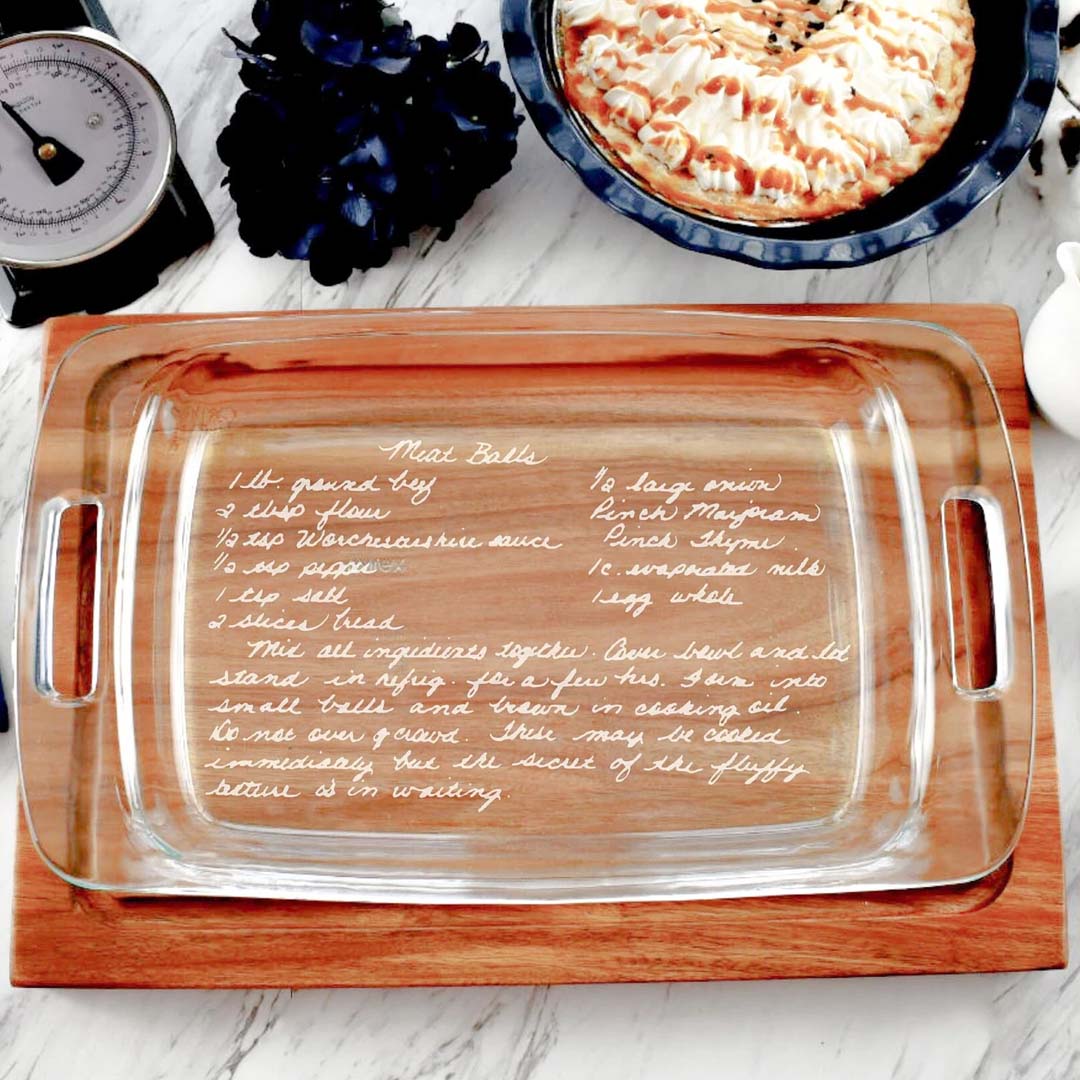 Meat Balls
1 lb. ground beef
2 tbsp flour
1/2 tsp Worchestershire sauce
1/2 tsp pepper
1 tsp salt
2 slices bread
1/2 large onion
Pinch Marjoram
Pinch Thyme
1 c. evaporated milk
1 egg whole
Mix all ingredients together. Cover bowl and let
stand in refrig. for a few hrs. Form into
small balls and brown in cooking oil.
Do not over crowd. These may be cooked
immediately but the secret of the fluffy
texture is in waiting.